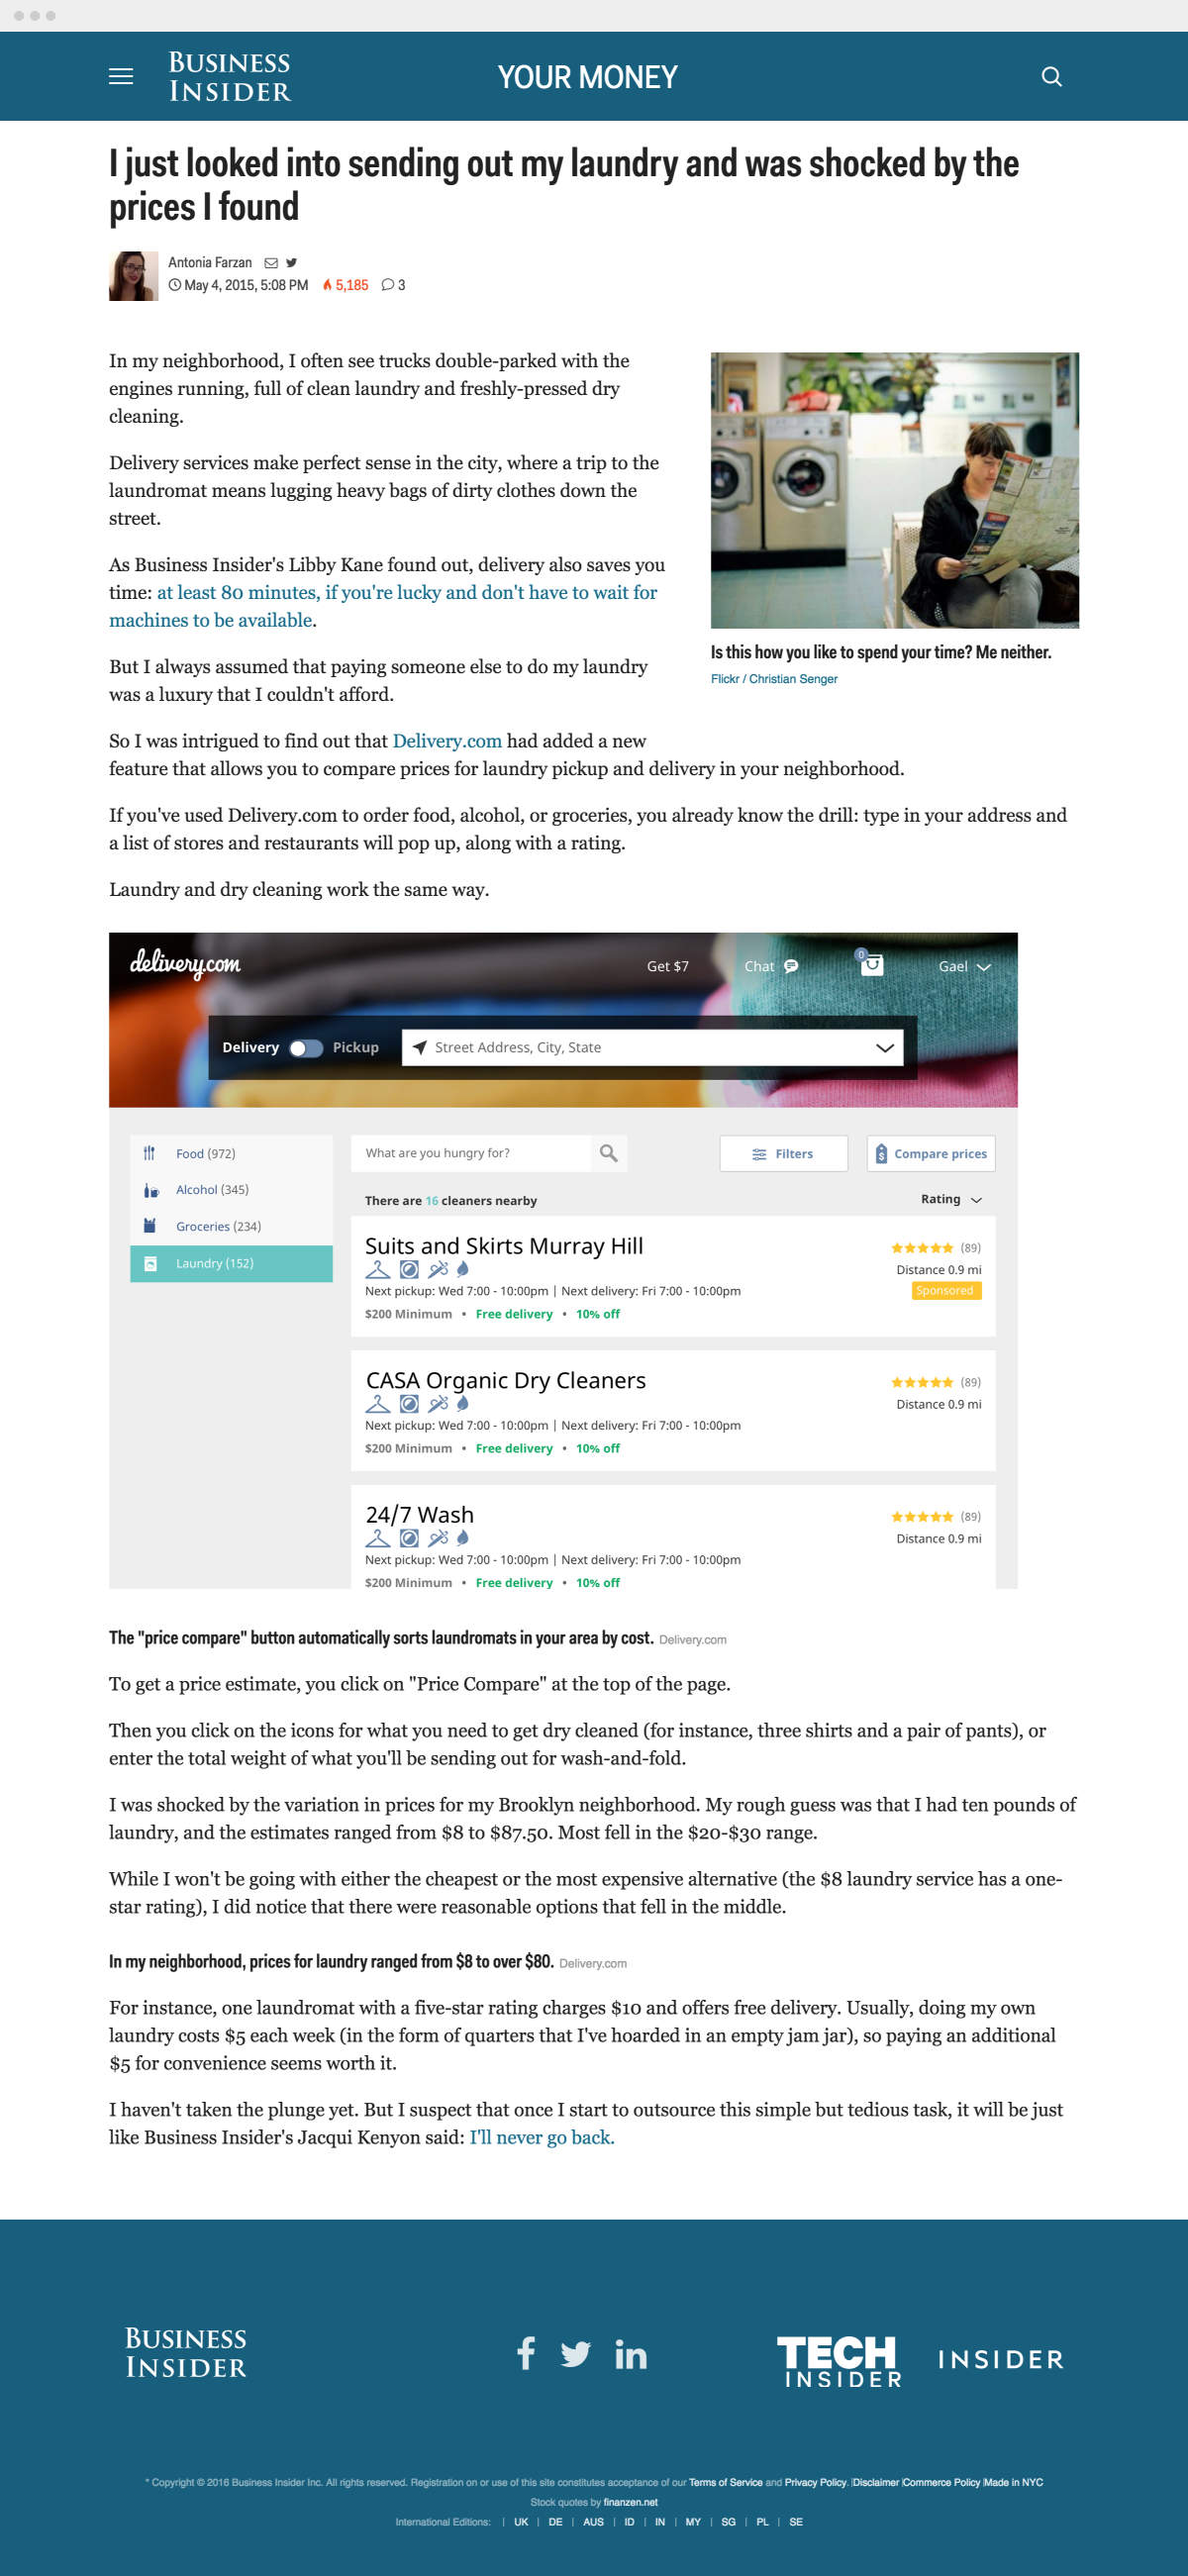 BUSINESS
INSIDER
YOUR MONEY
I just looked into sending out my laundry and was shocked by the
prices I found
Antonia Farzan
May 4, 2015, 5:08 PM 5,185 3
In my neighborhood, I often see trucks double-parked with the
engines running, full of clean laundry and freshly-pressed dry
cleaning.
Delivery services make perfect sense in the city, where a trip to the
laundromat means lugging heavy bags of dirty clothes down the
street.
As Business Insider's Libby Kane found out, delivery also saves you
time: at least 80 minutes, if you're lucky and don't have to wait for
machines to be available.
But I always assumed that paying someone else to do my laundry
was a luxury that I couldn't afford.
Is this how you like to spend your time? Me neither.
Flickr / Christian Senger
So I was intrigued to find out that Delivery.com had added a new
feature that allows you to compare prices for laundry pickup and delivery in your neighborhood.
If you've used Delivery.com to order food, alcohol, or groceries, you already know the drill: type in your address and
a list of stores and restaurants will pop up, along with a rating.
Laundry and dry cleaning work the same way.
delivery.com
Get $7
Chat
0
Gael
Delivery Pickup
Street Address, City, State
Food (972)
Alcohol (345)
Groceries (234)
Laundry (152)
What are you hungry for?
Filters
Compare prices
There are 16 cleaners nearby
Rating
Suits and Skirts Murray Hill
(89)
Distance 0.9 mi
Next pickup: Wed 7:00 - 10:00pm | Next delivery: Fri 7:00 - 10:00pm
Sponsored
$200 Minimum • Free delivery • 10% off
CASA Organic Dry Cleaners
(89)
Distance 0.9 mi
Next pickup: Wed 7:00 - 10:00pm | Next delivery: Fri 7:00 - 10:00pm
$200 Minimum • Free delivery • 10% off
24/7 Wash
(89)
Distance 0.9 mi
Next pickup: Wed 7:00 - 10:00pm | Next delivery: Fri 7:00 - 10:00pm
$200 Minimum • Free delivery • 10% off
The "price compare" button automatically sorts laundromats in your area by cost. Delivery.com
To get a price estimate, you click on "Price Compare" at the top of the page.
Then you click on the icons for what you need to get dry cleaned (for instance, three shirts and a pair of pants), or
enter the total weight of what you'll be sending out for wash-and-fold.
I was shocked by the variation in prices for my Brooklyn neighborhood. My rough guess was that I had ten pounds of
laundry, and the estimates ranged from $8 to $87.50. Most fell in the $20-$30 range.
While I won't be going with either the cheapest or the most expensive alternative (the $8 laundry service has a one-
star rating), I did notice that there were reasonable options that fell in the middle.
In my neighborhood, prices for laundry ranged from $8 to over $80. Delivery.com
For instance, one laundromat with a five-star rating charges $10 and offers free delivery. Usually, doing my own
laundry costs $5 each week (in the form of quarters that I've hoarded in an empty jam jar), so paying an additional
$5 for convenience seems worth it.
I haven't taken the plunge yet. But I suspect that once I start to outsource this simple but tedious task, it will be just
like Business Insider's Jacqui Kenyon said: I'll never go back.
BUSINESS
INSIDER
f
in
TECH
INSIDER
INSIDER
* Copyright © 2016 Business Insider Inc. All rights reserved. Registration on or use of this site constitutes acceptance of our Terms of Service and Privacy Policy. |Disclaimer |Commerce Policy |Made in NYC
Stock quotes by finanzen.net
International Editions: | UK | DE | AUS | ID | IN | MY | SG | PL | SE